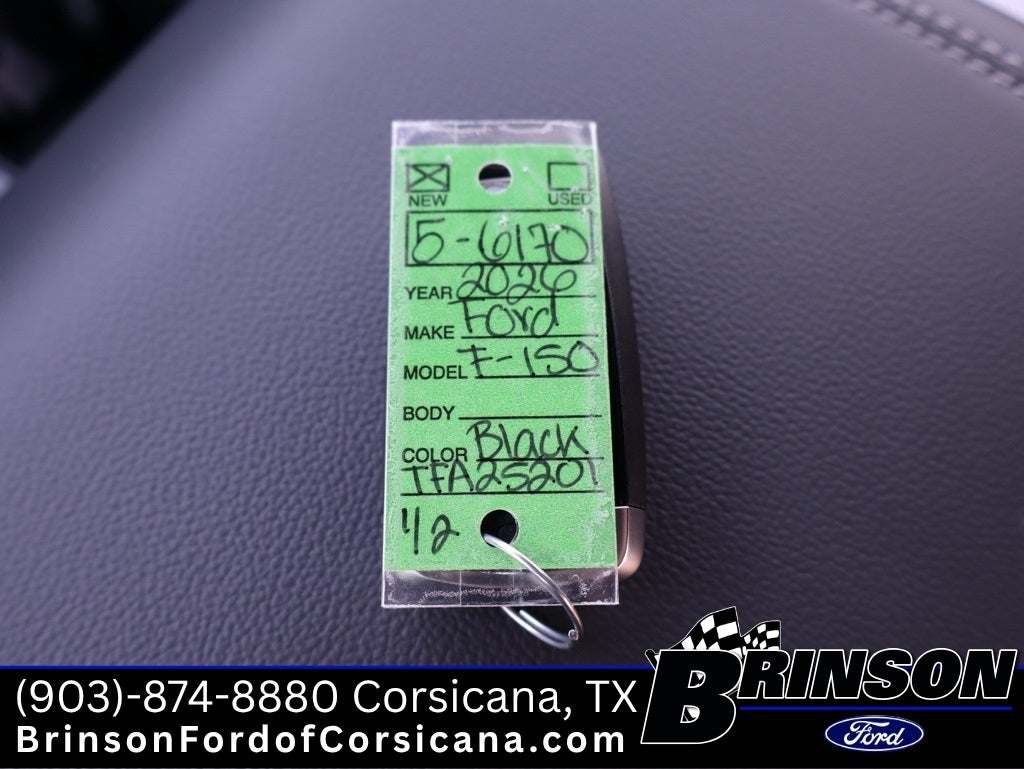 NEW USED
5-6170
YEAR 2026
MAKE Ford
MODEL F-150
BODY
COLOR Black
TFA25201
1/2
(903)-874-8880 Corsicana, TX
BrinsonFordofCorsicana.com
BRINSON
Ford